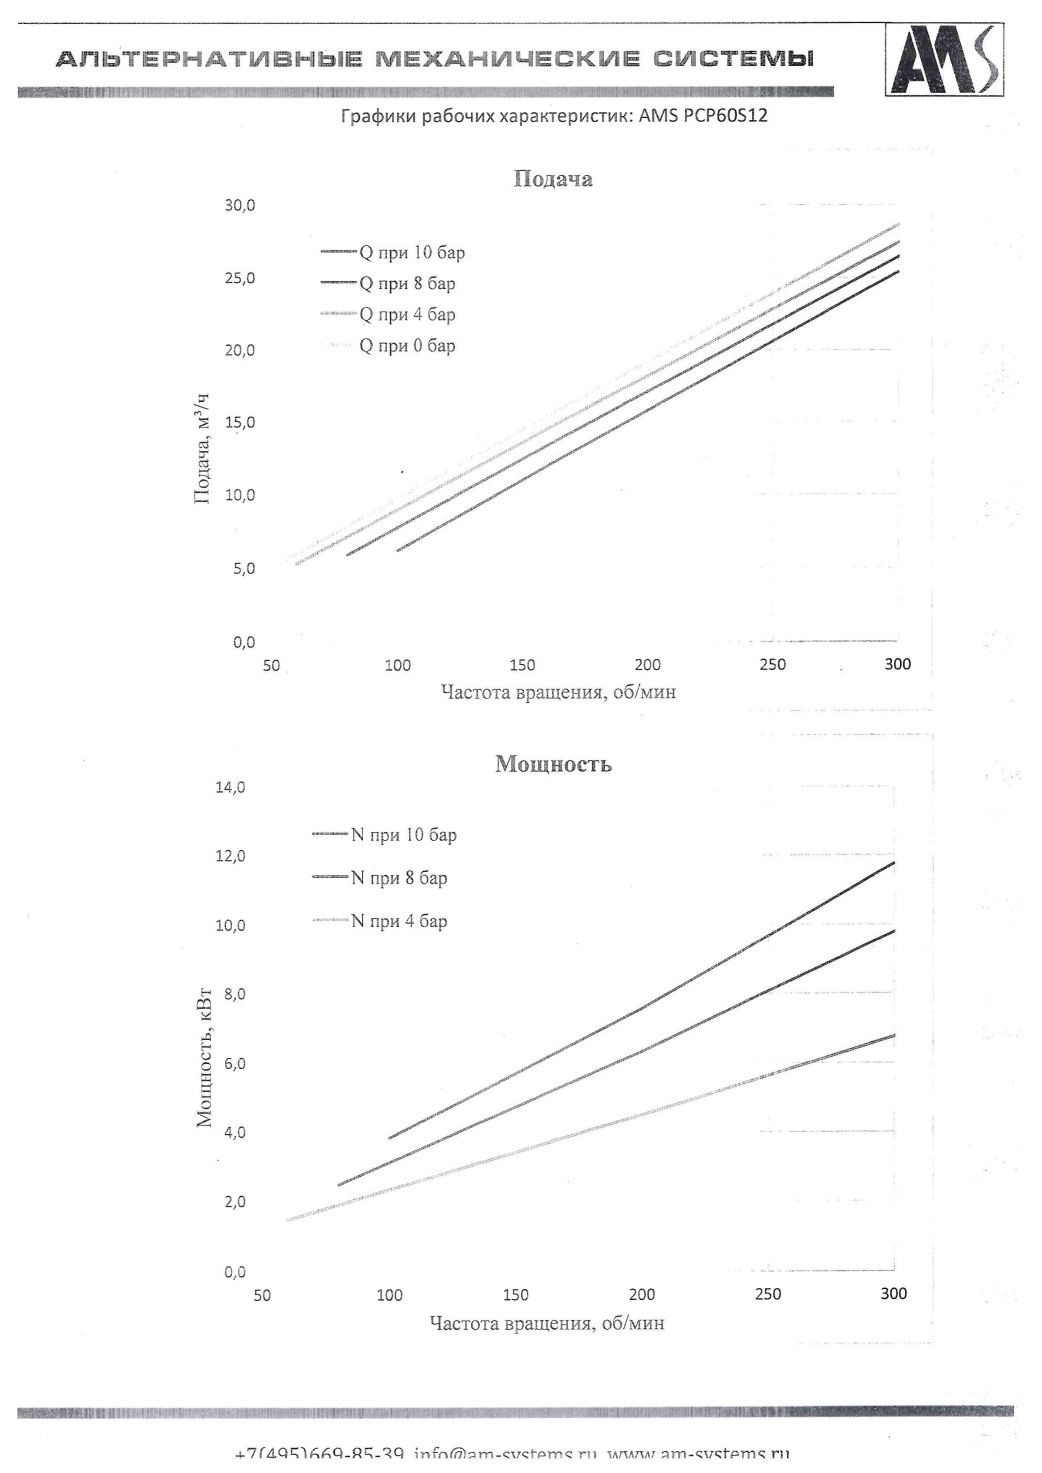 АЛЬТЕРНАТИВНЫЕ МЕХАНИЧЕСКИЕ СИСТЕМЫ
AMS
Графики рабочих характеристик: AMS PCP60S12
Подача
30,0
Q при 10 бар
25,0
Q при 8 бар
Q при 4 бар
20,0
Q при 0 бар
15,0
Подача, м³/ч
10,0
5,0
0,0
50 100 150 200 250 300
Частота вращения, об/мин
Мощность
14,0
N при 10 бар
12,0
N при 8 бар
10,0
N при 4 бар
8,0
Мощность, кВт
6,0
4,0
2,0
0,0
50 100 150 200 250 300
Частота вращения, об/мин
+7(495)669-85-39 info@am-systems.ru www.am-systems.ru